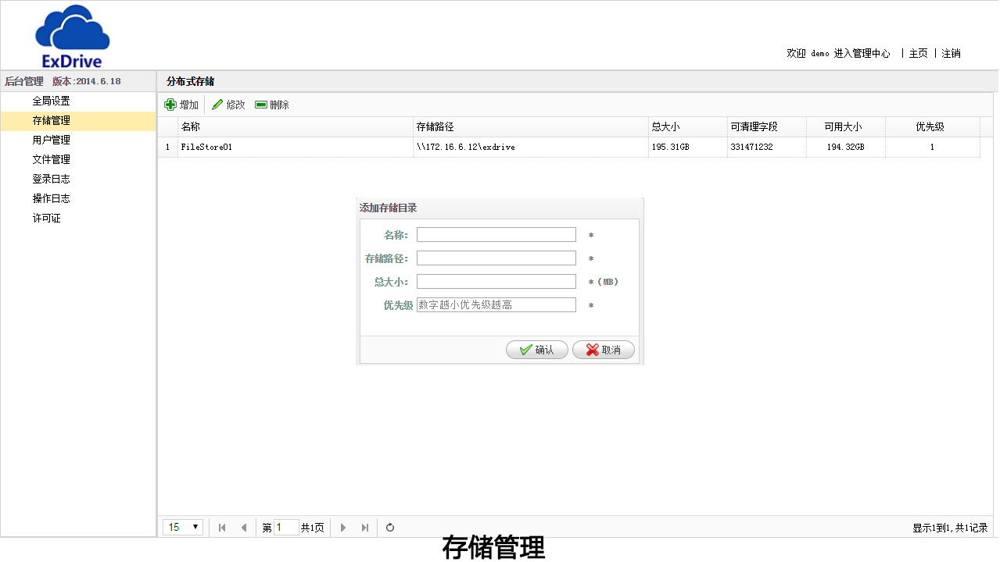 ExDrive
欢迎 demo 进入管理中心 | 主页 | 注销
后台管理 版本:2014.6.18
分布式存储
全局设置
存储管理
用户管理
文件管理
登录日志
操作日志
许可证
增加 修改 删除
名称 存储路径 总大小 可清理字段 可用大小 优先级
1 FileStore01 \\172.16.6.12\exdrive 195.31GB 331471232 194.32GB 1
添加存储目录
名称: *
存储路径: *
总大小: *(MB)
优先级 数字越小优先级越高 *
确认 取消
15 第 1 共1页 显示1到1,共1记录
存储管理